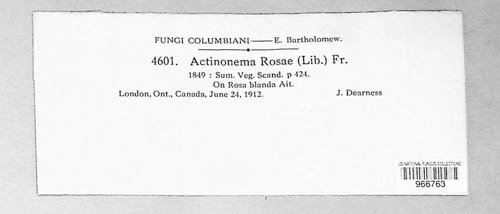 FUNGI COLUMBIANI——E. Bartholomew.
4601. Actinonema Rosae (Lib.) Fr.
1849 : Sum. Veg. Scand. p 424.
On Rosa blanda Ait.
London, Ont., Canada, June 24, 1912. J. Dearness
US NATIONAL FUNGUS COLLECTIONS
966763